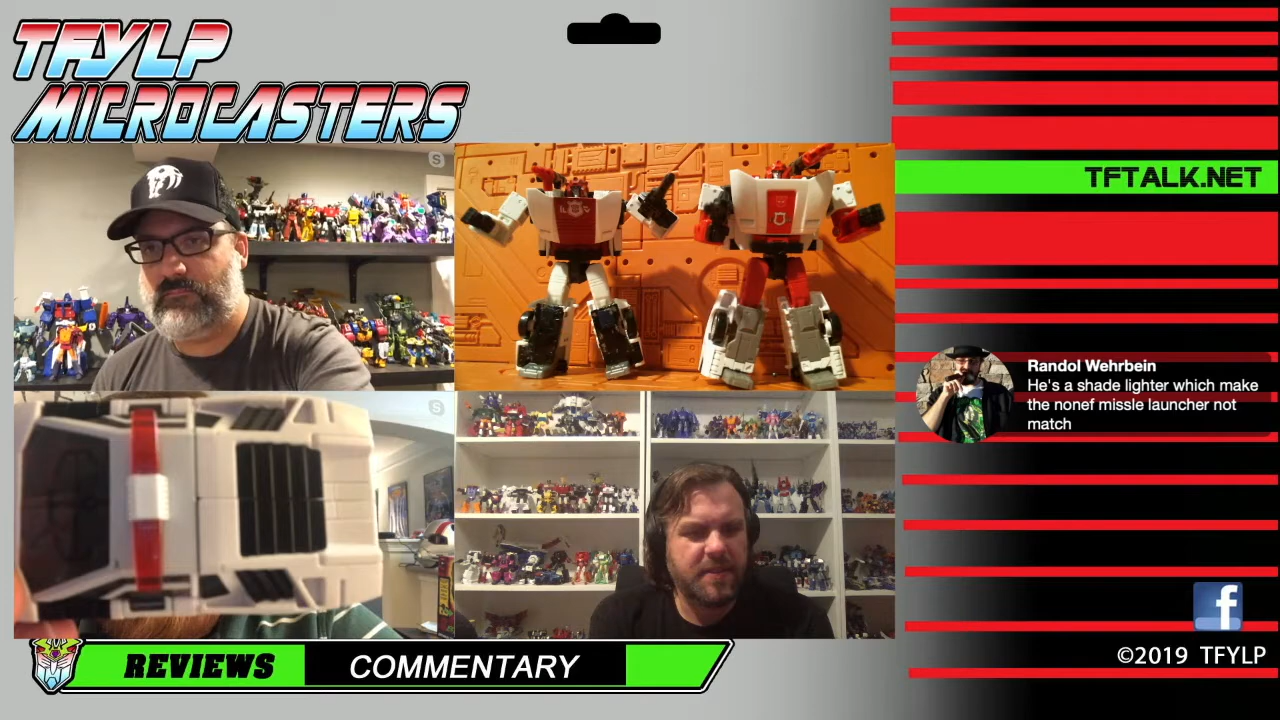 TFYLP
MICROCASTERS
TFTALK.NET
Randol Wehrbein
He's a shade lighter which make
the nonef missle launcher not
match
©2019 TFYLP
REVIEWS
COMMENTARY